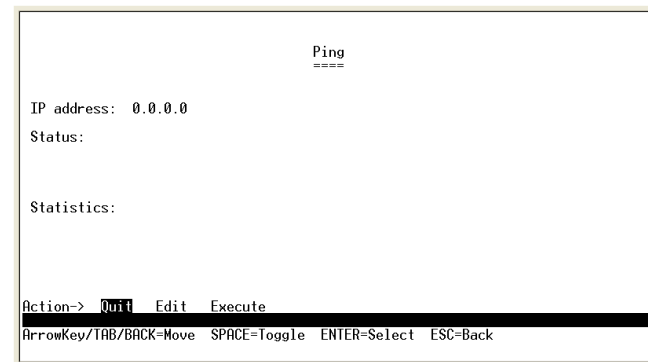 Ping
====
IP address: 0.0.0.0
Status:
Statistics:
Action-> Quit Edit Execute
ArrowKey/TAB/BACK=Move SPACE=Toggle ENTER=Select ESC=Back